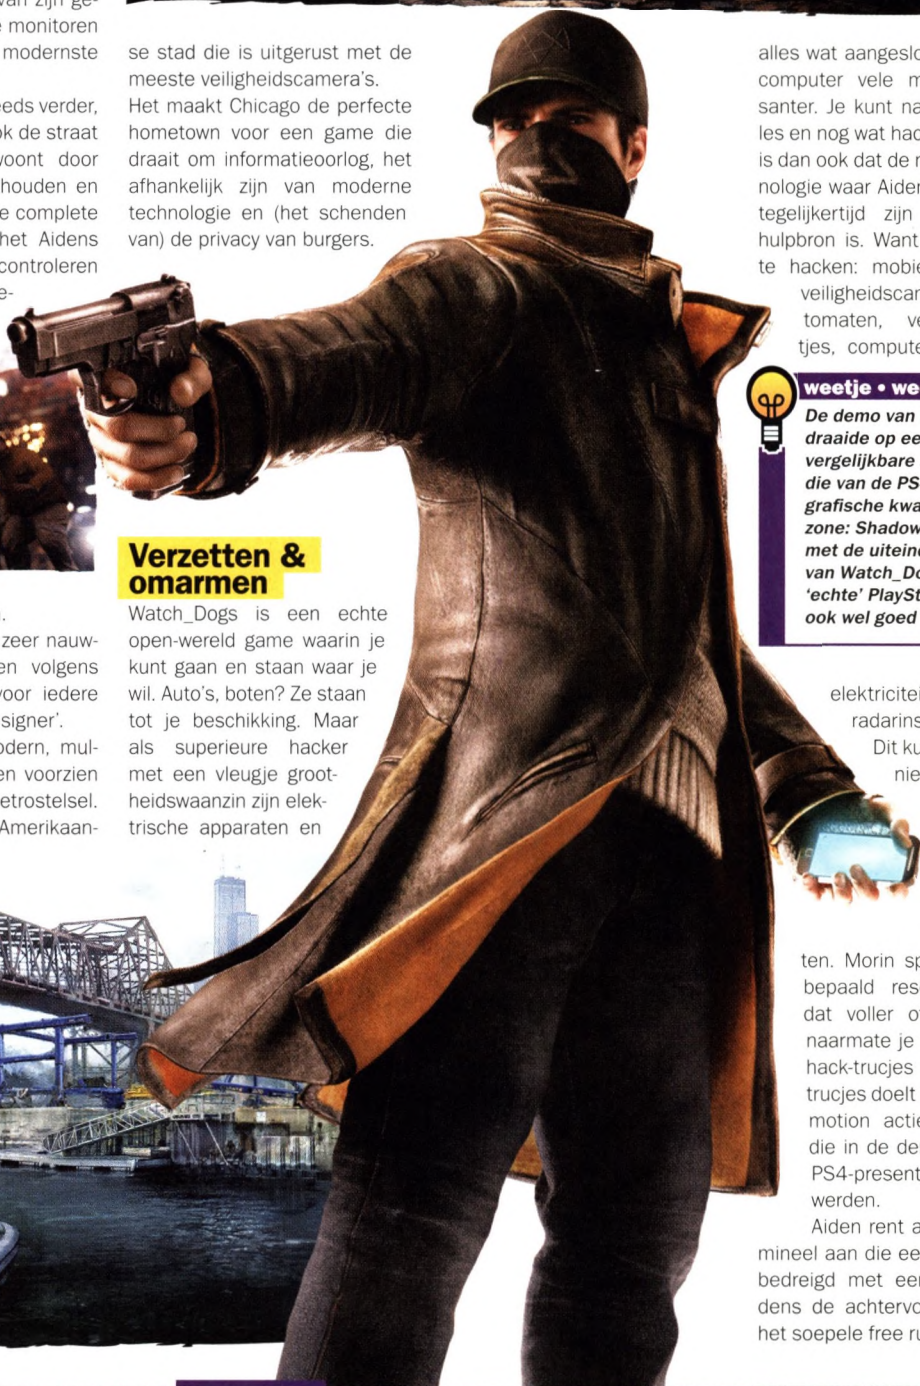 van zijn ge-
monitoren
modernste
eeds verder,
ok de straat
woont door
houden en
e complete
het Aidens
controleren
e-
.
zeer nauw-
en volgens
voor iedere
signer’.
odern, mul-
en voorzien
etrostelsel.
Amerikaan-
se stad die is uitgerust met de
meeste veiligheidscamera’s.
Het maakt Chicago de perfecte
hometown voor een game die
draait om informatieoorlog, het
afhankelijk zijn van moderne
technologie en (het schenden
van) de privacy van burgers.
Verzetten &
omarmen
Watch_Dogs is een echte
open-wereld game waarin je
kunt gaan en staan waar je
wil. Auto’s, boten? Ze staan
tot je beschikking. Maar
als superieure hacker
met een vleugje groot-
heidswaanzin zijn elek-
trische apparaten en
alles wat aangeslo
computer vele m
santer. Je kunt na
les en nog wat hac
is dan ook dat de m
nologie waar Aiden
tegelijkertijd zijn
hulpbron is. Want
te hacken: mobie
veiligheidscar
tomaten, ve
tjes, compute
weetje • we
De demo van
draaide op ee
vergelijkbare
die van de PS
grafische kwa
zone: Shadow
met de uiteind
van Watch_Do
‘echte’ PlaySt
ook wel goed
elektricitei
radarins
Dit ku
nie
ten. Morin sp
bepaald res
dat voller o
naarmate je
hack-trucjes
trucjes doelt
motion actie
die in de de
PS4-present
werden.
Aiden rent a
mineel aan die ee
bedreigd met een
dens de achtervo
het soepele free ru